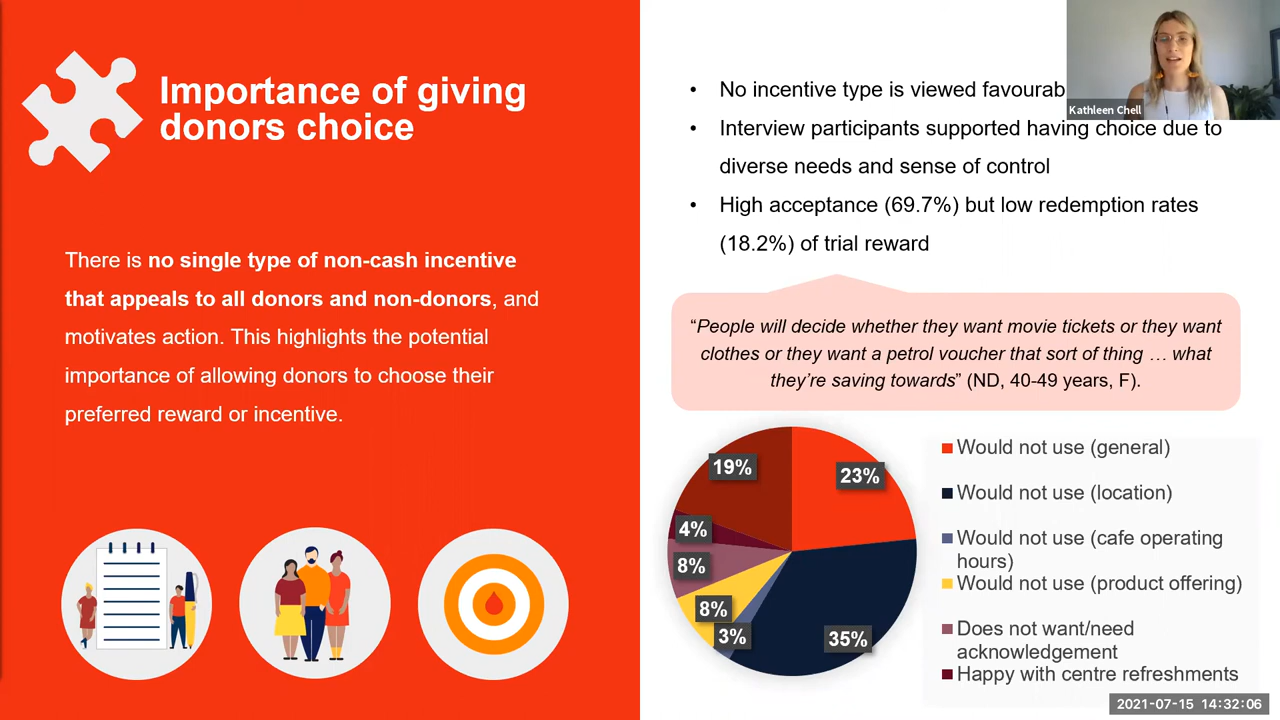 Importance of giving
donors choice
There is no single type of non-cash incentive
that appeals to all donors and non-donors, and
motivates action. This highlights the potential
importance of allowing donors to choose their
preferred reward or incentive.
• No incentive type is viewed favourab
Kathleen Chell
• Interview participants supported having choice due to
diverse needs and sense of control
• High acceptance (69.7%) but low redemption rates
(18.2%) of trial reward
“People will decide whether they want movie tickets or they want
clothes or they want a petrol voucher that sort of thing … what
they’re saving towards” (ND, 40-49 years, F).
19%
23%
4%
8%
8%
3%
35%
Would not use (general)
Would not use (location)
Would not use (cafe operating
hours)
Would not use (product offering)
Does not want/need
acknowledgement
Happy with centre refreshments
2021-07-15 14:32:06